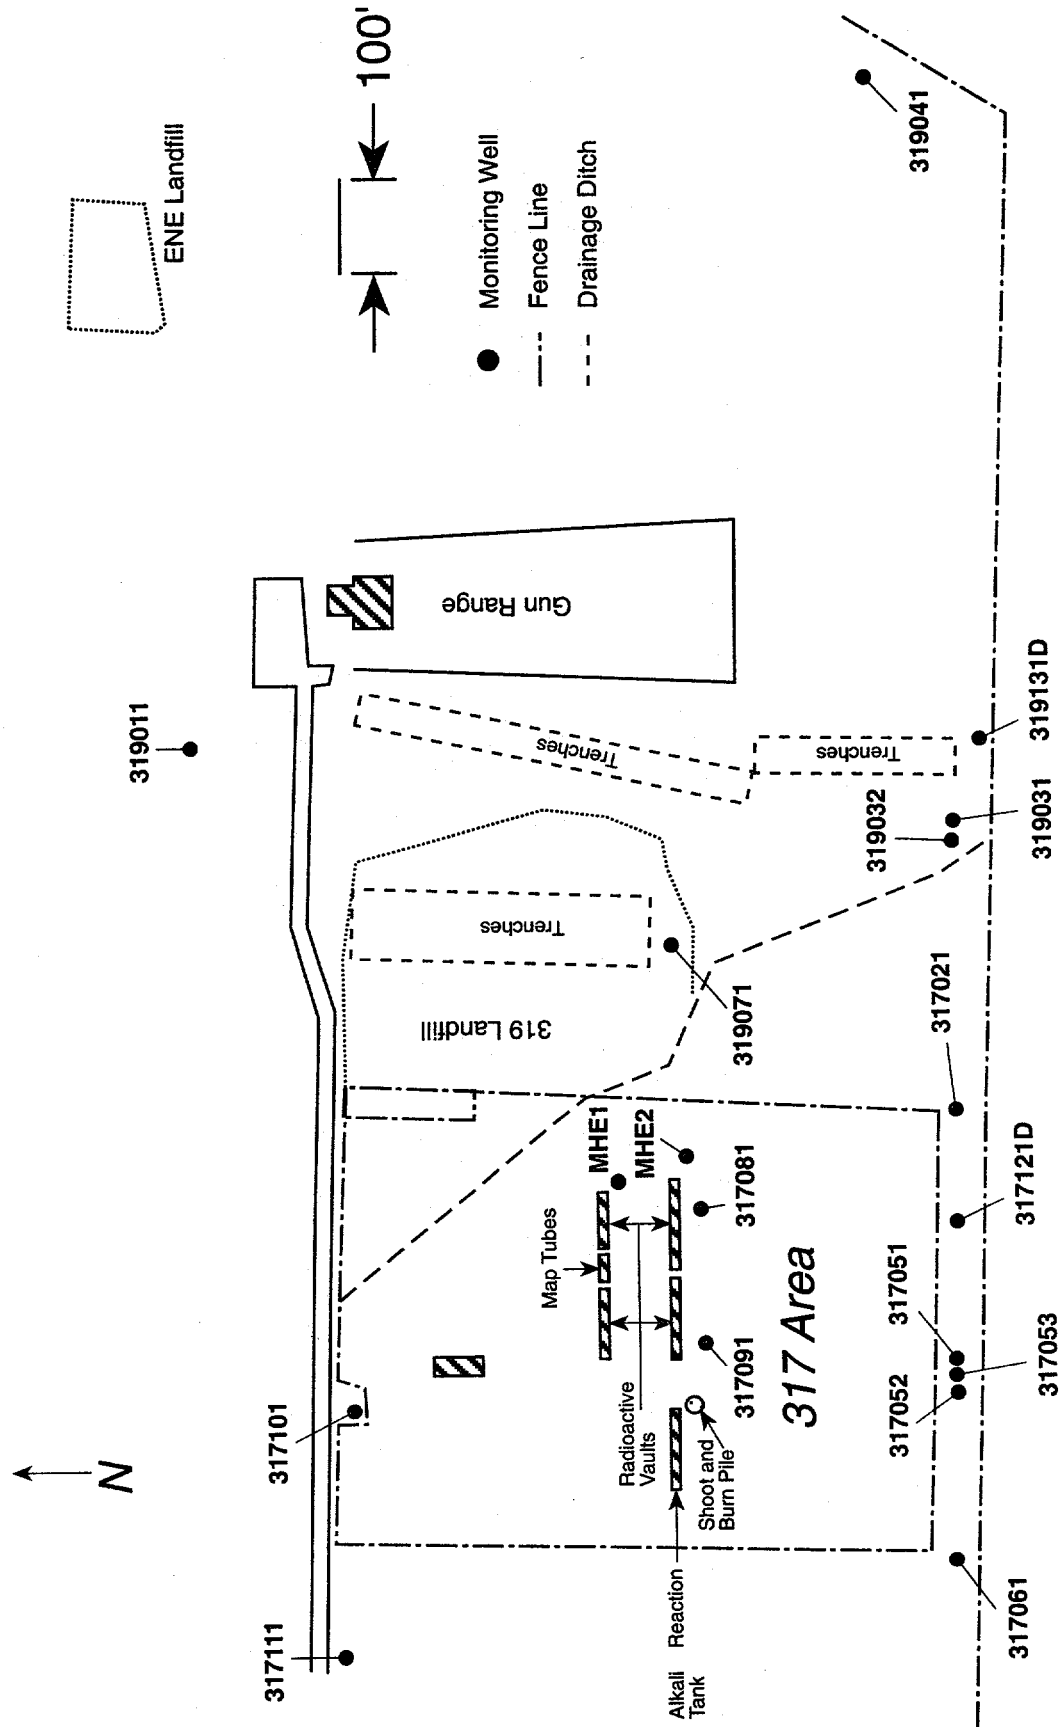 ENE Landfill
100'
Monitoring Well
Fence Line
Drainage Ditch
319041
319011
Gun Range
Trenches
Trenches
319131D
319032
319031
Trenches
319 Landfill
319071
317021
MHE1
MHE2
317081
317121D
Map Tubes
317051
317053
317052
317091
317 Area
317101
Radioactive
Vaults
Shoot and
Burn Pile
N
Alkali Reaction
Tank
317061
317111